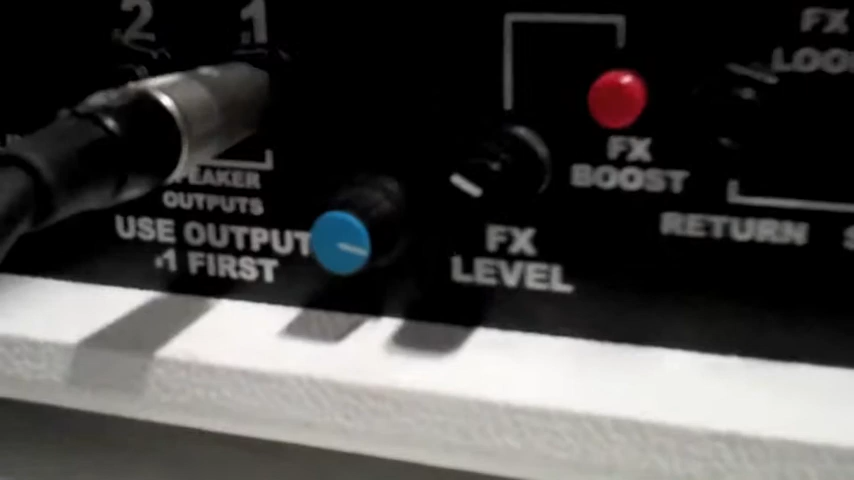 2 1
SPEAKER
OUTPUTS
USE OUTPUT
.1 FIRST
FX
LEVEL
FX
BOOST
FX
LOOP
RETURN